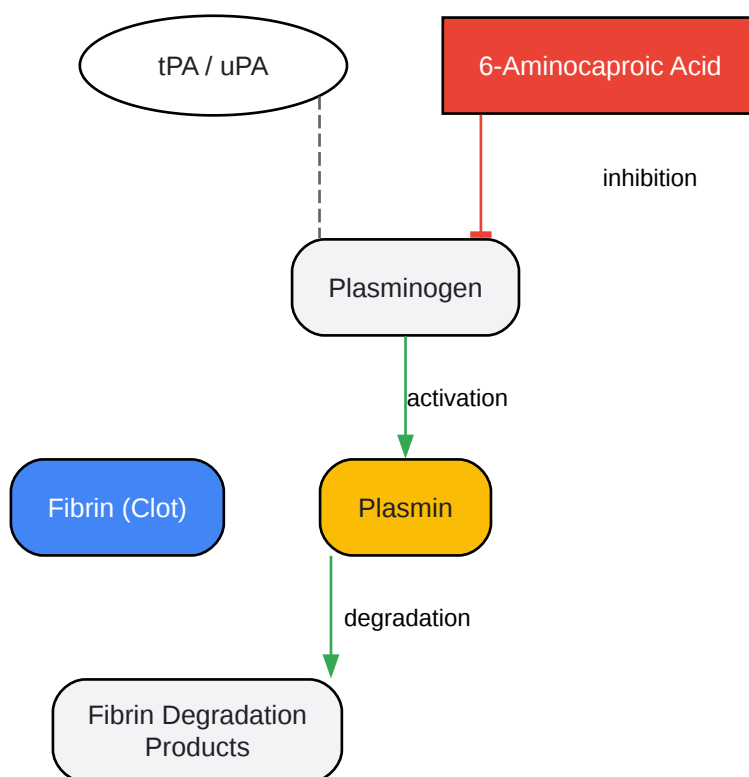 tPA / uPA
6-Aminocaproic Acid
inhibition
Plasminogen
activation
Fibrin (Clot)
Plasmin
degradation
Fibrin Degradation
Products